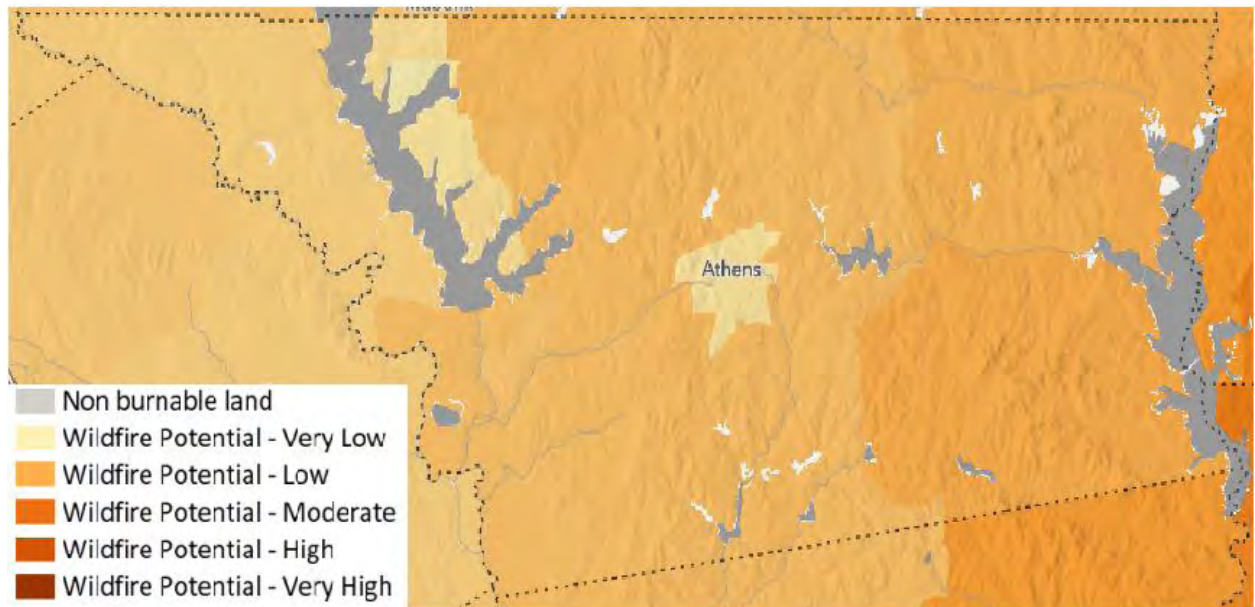 Athens
Non burnable land
Wildfire Potential - Very Low
Wildfire Potential - Low
Wildfire Potential - Moderate
Wildfire Potential - High
Wildfire Potential - Very High